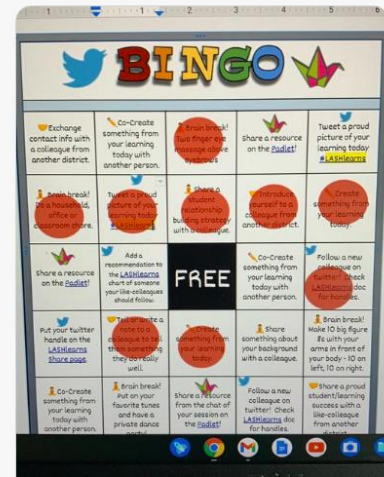 BINGO
Exchange
contact info with
a colleague from
another district.
Co-Create
something from
your learning
today with
another person.
Brain break!
Two finger eye
massage above
eyebrows
Share a resource
on the Padlet!
Tweet a proud
picture of your
learning today
#LASHlearns
Brain break!
Do a household,
office or
classroom chore.
Tweet a proud
picture of your
learning today
#LASHlearns
Share a
student
relationship
building strategy
with a colleague.
Introduce
yourself to a
colleague from
another district.
Create
something from
your learning
today.
Share a resource
on the Padlet!
Add a
recommendation to
the LASHlearns
chart of someone
your like-colleagues
should follow.
FREE
Co-Create
something from
your learning
today with
another person.
Follow a new
colleague on
twitter! Check
LASHlearns doc
for handles.
Put your twitter
handle on the
LASHlearns
Share page.
Tell or write a
note to a
colleague to tell
them something
they do really
well.
Create
something from
your learning
today.
Share
something about
your background
with a colleague.
Brain break!
Make 10 big figure
8s with your
arms in front of
your body - 10 on
left, 10 on right.
Co-Create
something from
your learning
today with
another person.
Brain break!
Put on your
favorite tunes
and have a
private dance
party!
Share a resource
from the chat of
your session on
the Padlet!
Follow a new
colleague on
twitter! Check
LASHlearns doc
for handles.
Share a proud
student/learning
success with a
like-colleague
from another
district.